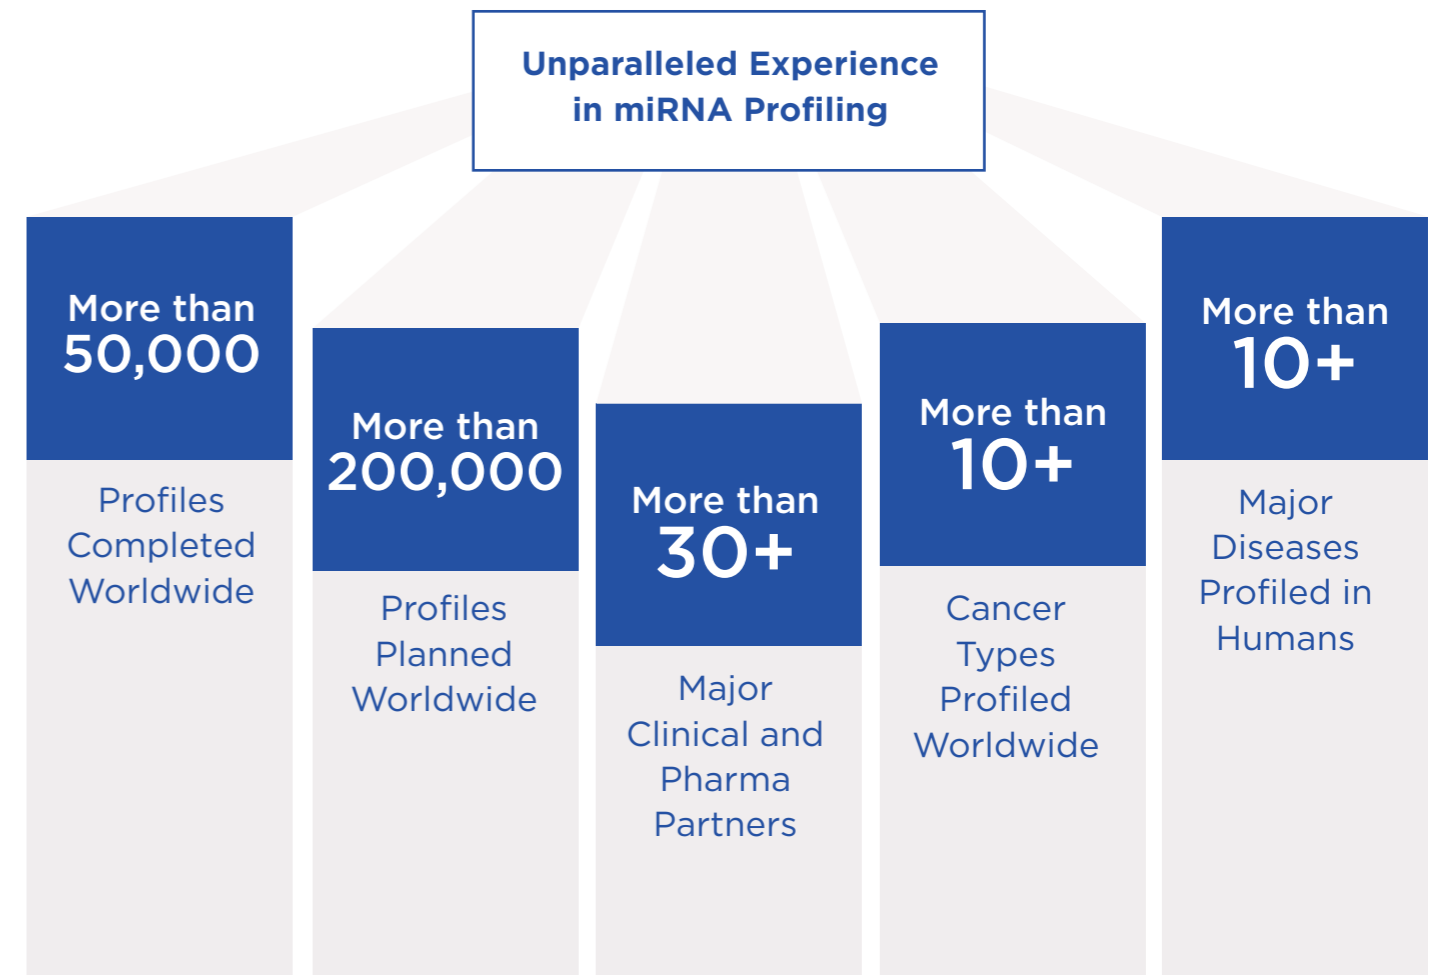 Unparalleled Experience
in miRNA Profiling
More than
50,000
Profiles
Completed
Worldwide
More than
200,000
Profiles
Planned
Worldwide
More than
30+
Major
Clinical and
Pharma
Partners
More than
10+
Cancer
Types
Profiled
Worldwide
More than
10+
Major
Diseases
Profiled in
Humans